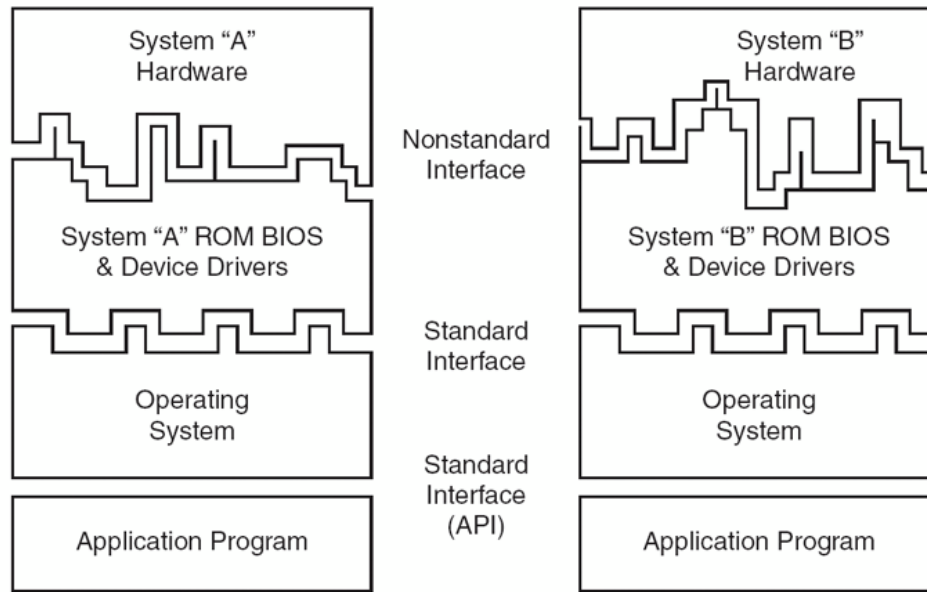 System “A”
Hardware
Nonstandard
Interface
System “B”
Hardware
System “A” ROM BIOS
& Device Drivers
System “B” ROM BIOS
& Device Drivers
Standard
Interface
Operating
System
Operating
System
Standard
Interface
(API)
Application Program
Application Program